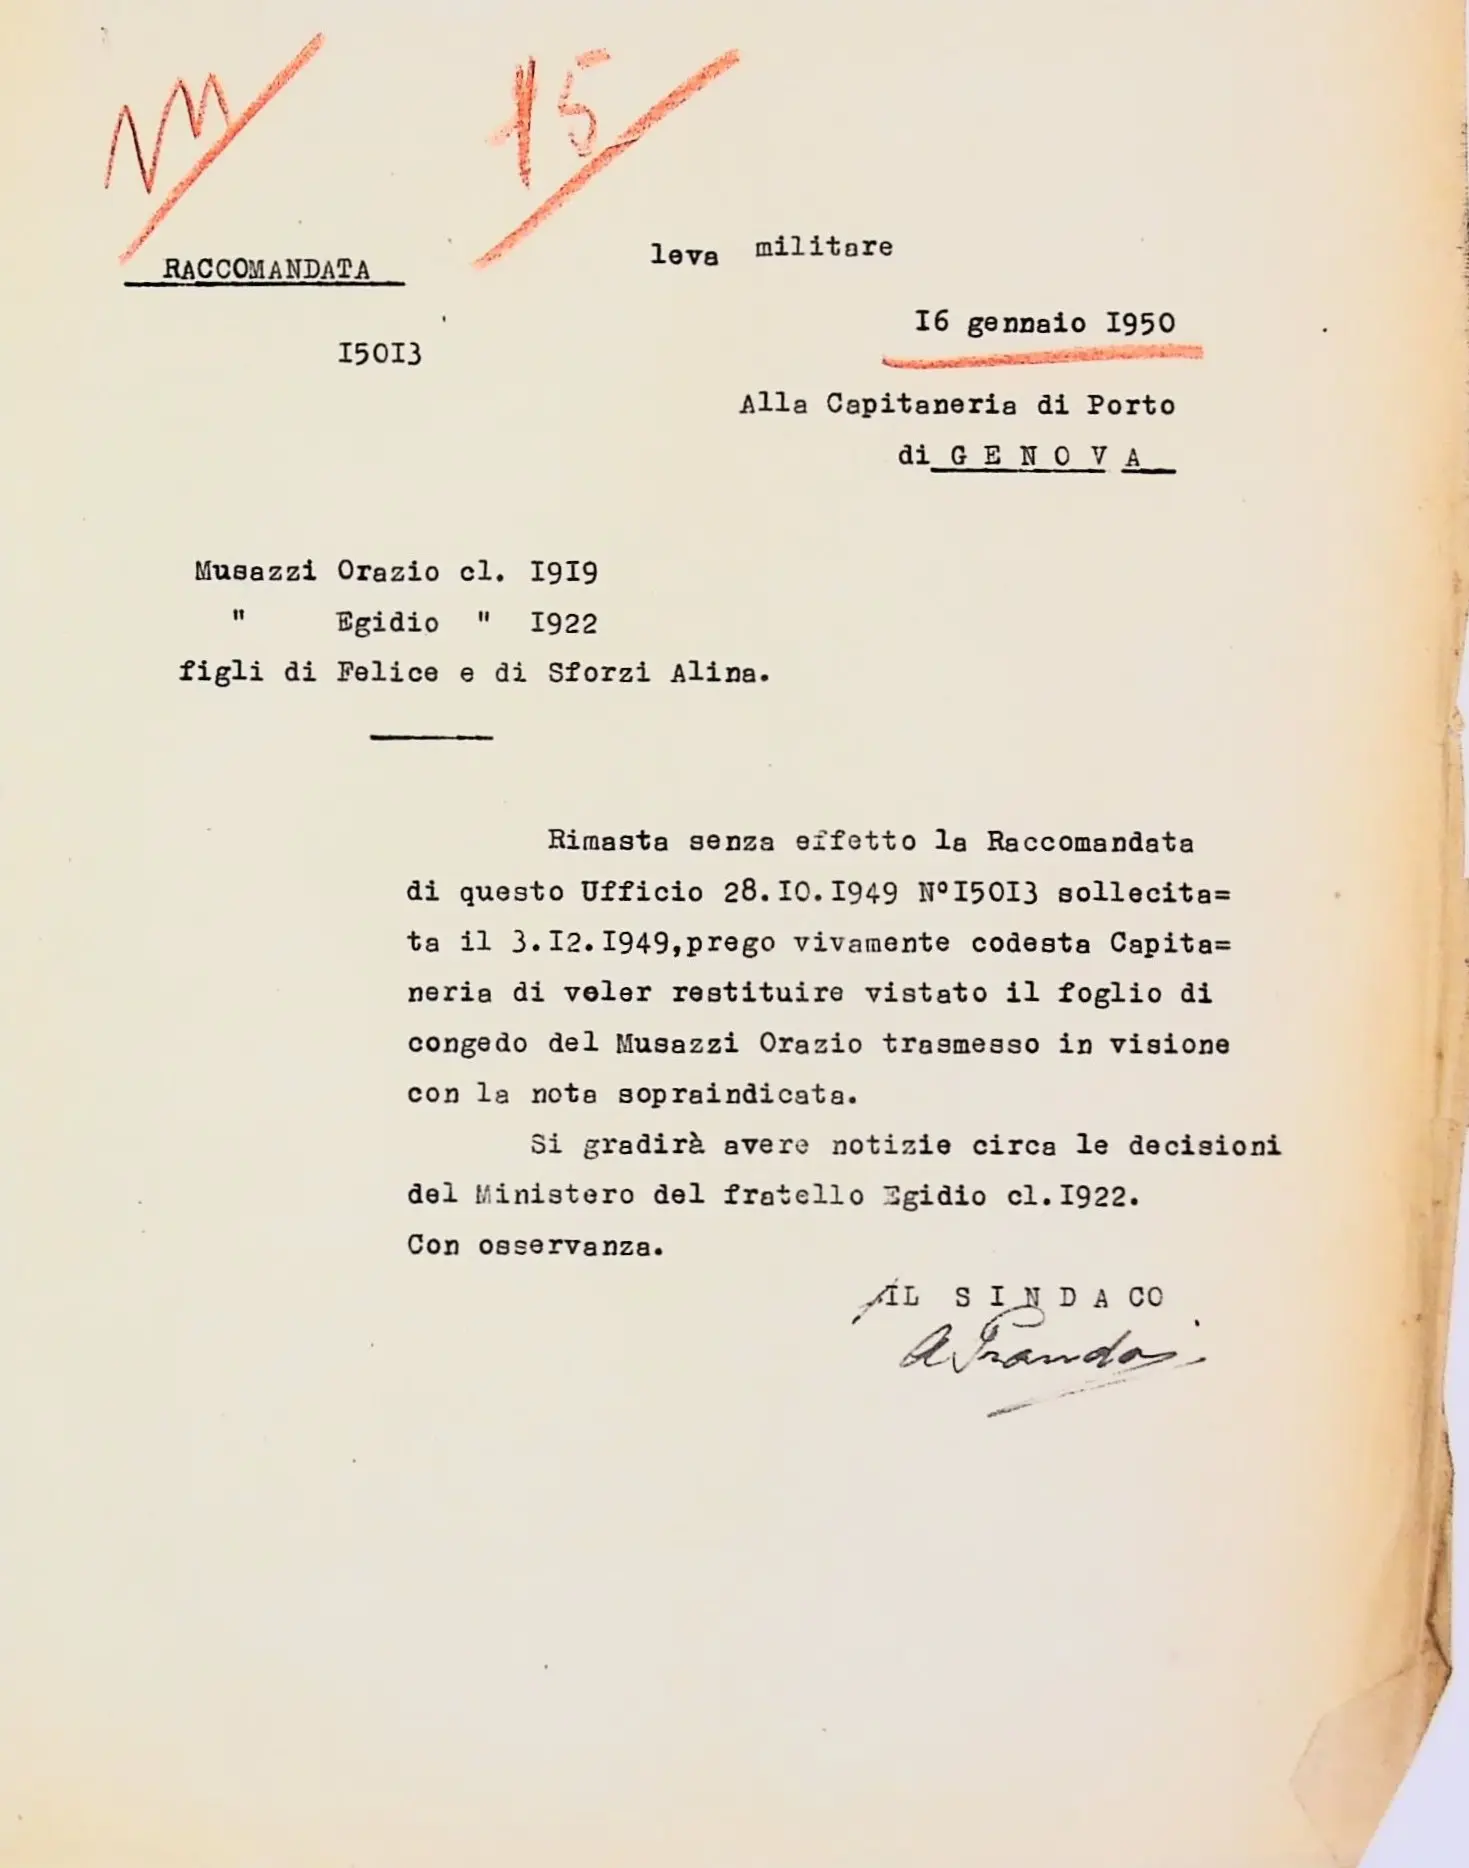 15
leva militare
RACCOMANDATA
I6 gennaio I950
I50I3
Alla Capitaneria di Porto
di G E N O V A
Musazzi Orazio cl. I9I9
" Egidio " I922
figli di Felice e di Sforzi Alina.
Rimasta senza effetto la Raccomandata
di questo Ufficio 28.I0.I949 N°I50I3 sollecita=
ta il 3.I2.I949,prego vivamente codesta Capita=
neria di voler restituire vistato il foglio di
congedo del Musazzi Orazio trasmesso in visione
con la nota sopraindicata.
Si gradirà avere notizie circa le decisioni
del Ministero del fratello Egidio cl.I922.
Con osservanza.
IL S I N D A CO